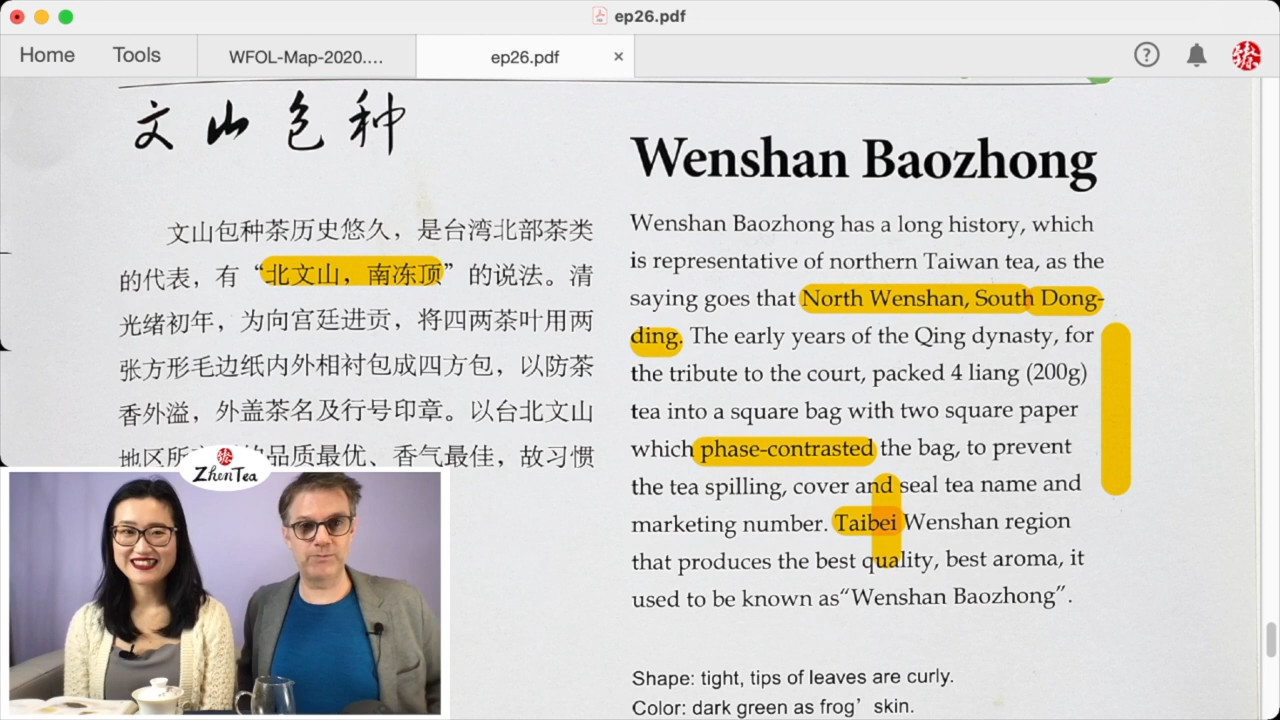 ep26.pdf
Home
Tools
WFOL-Map-2020....
ep26.pdf
文山包种
文山包种茶历史悠久，是台湾北部茶类
的代表，有“北文山，南冻顶”的说法。清
光绪初年，为向宫廷进贡，将四两茶叶用两
张方形毛边纸内外相衬包成四方包，以防茶
香外溢，外盖茶名及行号印章。以台北文山
地区所 品质最优、香气最佳，故习惯
Wenshan Baozhong
Wenshan Baozhong has a long history, which
is representative of northern Taiwan tea, as the
saying goes that North Wenshan, South Dong-
ding. The early years of the Qing dynasty, for
the tribute to the court, packed 4 liang (200g)
tea into a square bag with two square paper
which phase-contrasted the bag, to prevent
the tea spilling, cover and seal tea name and
marketing number. Taibei Wenshan region
that produces the best quality, best aroma, it
used to be known as“Wenshan Baozhong”.
Shape: tight, tips of leaves are curly.
Color: dark green as frog’ skin.
ZhenTea